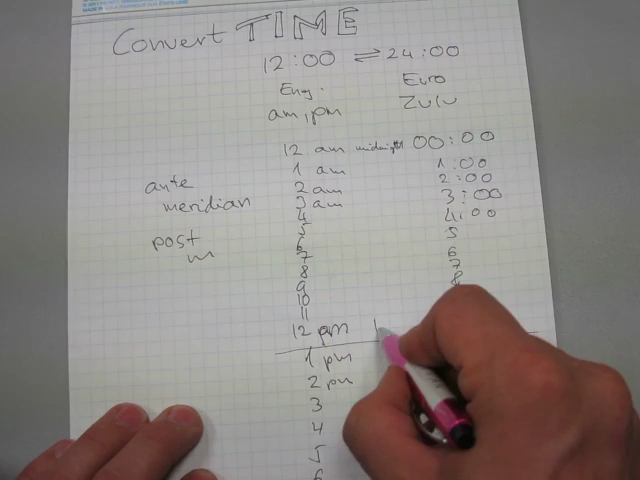 Convert TIME
12:00 ⇌ 24:00
Eng. Euro
am, pm Zulu
12 am midnight 00:00
1 am 1:00
2 am 2:00
3 am 3:00
4 4:00
5 5
6 6
7 7
8 8
9
10
11
12 pm 1
1 pm
2 pm
3
4
5
6
ante
meridian
post
m